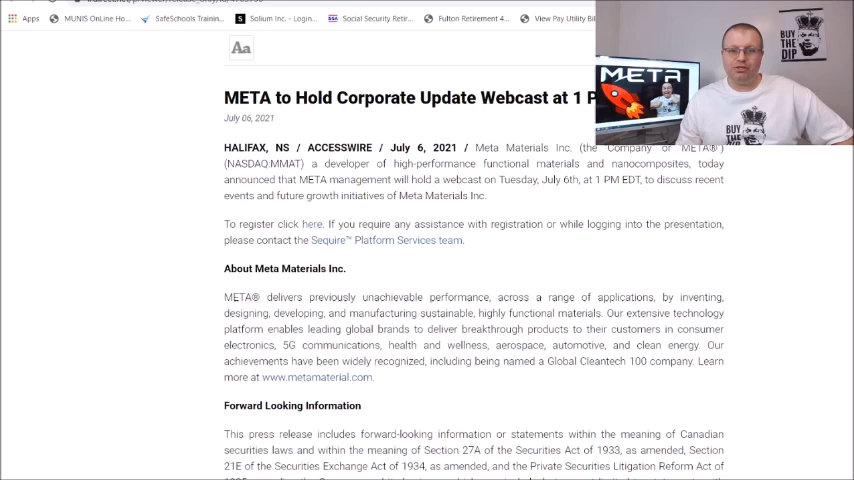 Apps MUNIS OnLine Ho... SafeSchools Trainin... Solium Inc. - Login... Social Security Retir... Fulton Retirement 4... View Pay Utility Bil
Aa
BUY
THE
DIP
META
META to Hold Corporate Update Webcast at 1 P
July 06, 2021
BUY
THE
HALIFAX, NS / ACCESSWIRE / July 6, 2021 / Meta Materials Inc. (the "Company" or "META®")
(NASDAQ:MMAT) a developer of high-performance functional materials and nanocomposites, today
announced that META management will hold a webcast on Tuesday, July 6th, at 1 PM EDT, to discuss recent
events and future growth initiatives of Meta Materials Inc.
To register click here. If you require any assistance with registration or while logging into the presentation,
please contact the Sequire™ Platform Services team.
About Meta Materials Inc.
META® delivers previously unachievable performance, across a range of applications, by inventing,
designing, developing, and manufacturing sustainable, highly functional materials. Our extensive technology
platform enables leading global brands to deliver breakthrough products to their customers in consumer
electronics, 5G communications, health and wellness, aerospace, automotive, and clean energy. Our
achievements have been widely recognized, including being named a Global Cleantech 100 company. Learn
more at www.metamaterial.com.
Forward Looking Information
This press release includes forward-looking information or statements within the meaning of Canadian
securities laws and within the meaning of Section 27A of the Securities Act of 1933, as amended, Section
21E of the Securities Exchange Act of 1934, as amended, and the Private Securities Litigation Reform Act of